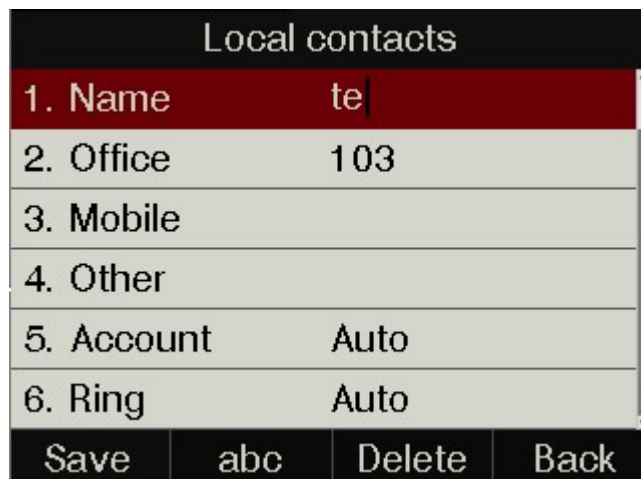 Local contacts
1. Name te
2. Office 103
3. Mobile
4. Other
5. Account Auto
6. Ring Auto
Save abc Delete Back